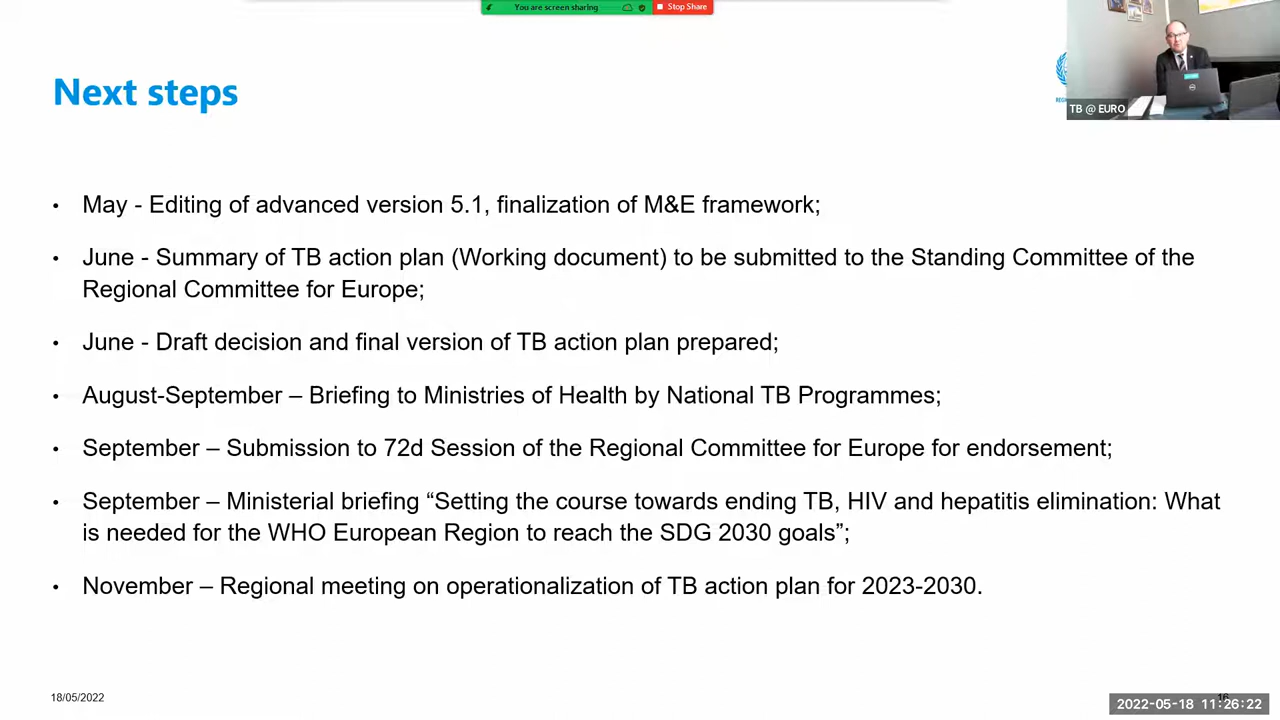 You are screen sharing
Stop Share
Next steps
TB @ EURO
• May - Editing of advanced version 5.1, finalization of M&E framework;
• June - Summary of TB action plan (Working document) to be submitted to the Standing Committee of the
Regional Committee for Europe;
• June - Draft decision and final version of TB action plan prepared;
• August-September – Briefing to Ministries of Health by National TB Programmes;
• September – Submission to 72d Session of the Regional Committee for Europe for endorsement;
• September – Ministerial briefing “Setting the course towards ending TB, HIV and hepatitis elimination: What
is needed for the WHO European Region to reach the SDG 2030 goals”;
• November – Regional meeting on operationalization of TB action plan for 2023-2030.
18/05/2022
16
2022-05-18 11:26:22